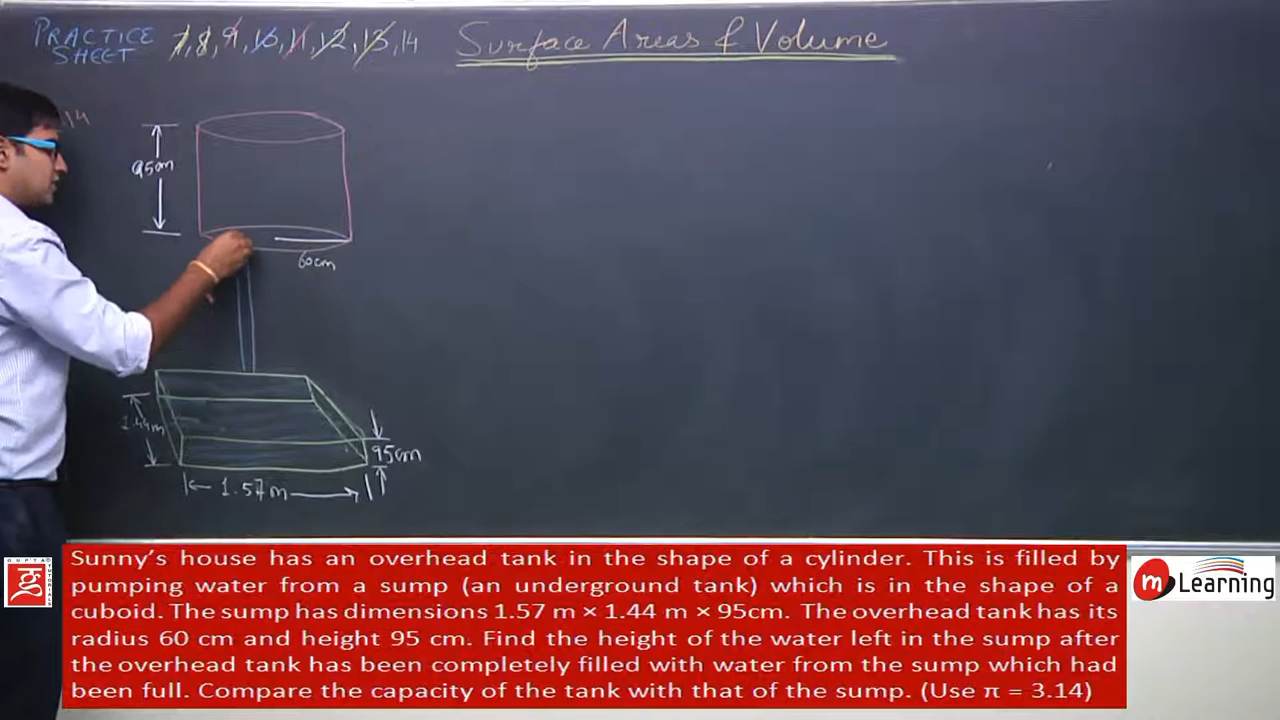 PRACTICE SHEET 7, 8, 9, 10, 11, 12, 13, 14
Surface Areas & Volume
14
95cm
60cm
1.44m
95cm
1.57m
Sunny's house has an overhead tank in the shape of a cylinder. This is filled by
pumping water from a sump (an underground tank) which is in the shape of a
cuboid. The sump has dimensions 1.57 m × 1.44 m × 95cm. The overhead tank has its
radius 60 cm and height 95 cm. Find the height of the water left in the sump after
the overhead tank has been completely filled with water from the sump which had
been full. Compare the capacity of the tank with that of the sump. (Use π = 3.14)
GUPTA
TUTORIALS
ग
m Learning